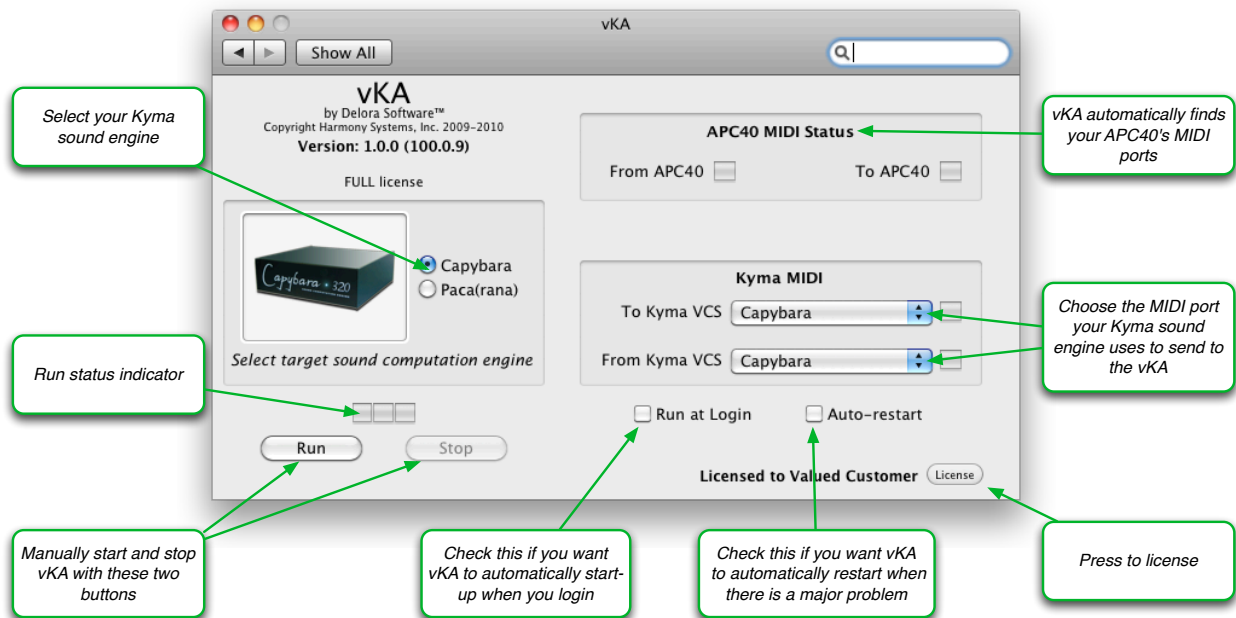 vKA
Show All
vKA
by Delora Software™
Copyright Harmony Systems, Inc. 2009–2010
Version: 1.0.0 (100.0.9)
FULL license
Capybara • 320
Capybara
Paca(rana)
Select target sound computation engine
Run
Stop
APC40 MIDI Status
From APC40
To APC40
Kyma MIDI
To Kyma VCS
Capybara
From Kyma VCS
Capybara
Run at Login
Auto-restart
Licensed to Valued Customer
License
Select your Kyma
sound engine
Run status indicator
Manually start and stop
vKA with these two
buttons
Check this if you want
vKA to automatically start-
up when you login
Check this if you want vKA
to automatically restart when
there is a major problem
vKA automatically finds
your APC40's MIDI
ports
Choose the MIDI port
your Kyma sound
engine uses to send to
the vKA
Press to license